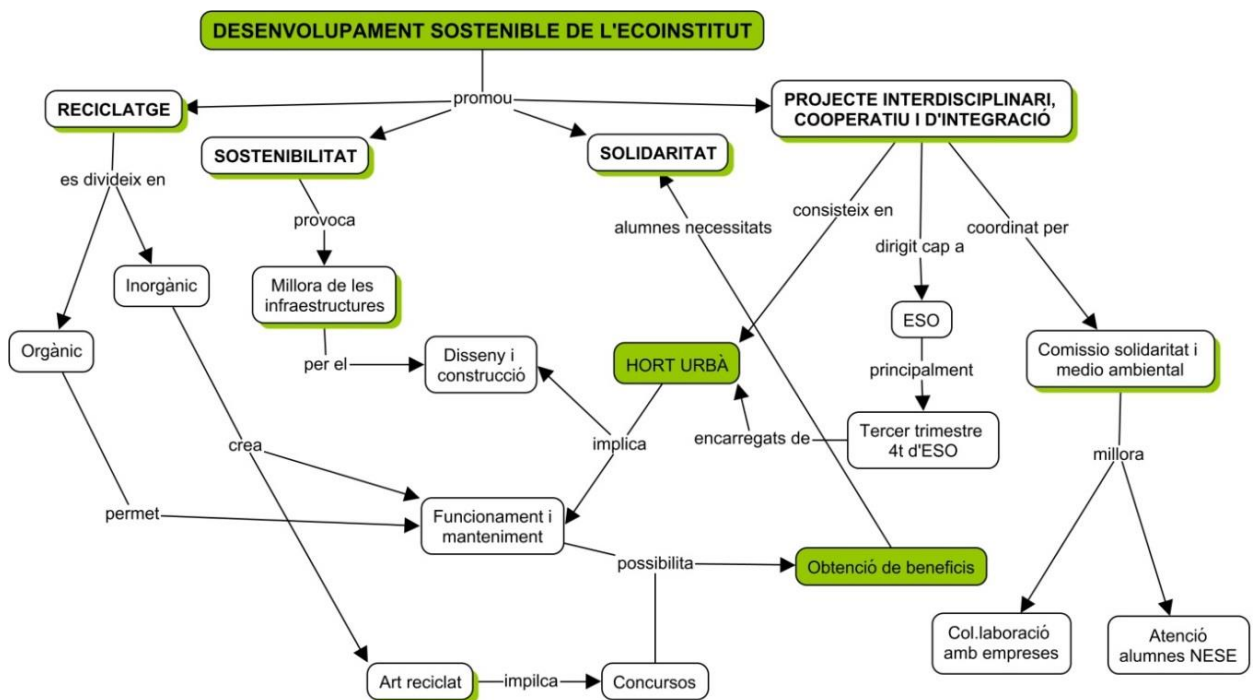 DESENVOLUPAMENT SOSTENIBLE DE L'ECOINSTITUT
promou
RECICLATGE
SOSTENIBILITAT
SOLIDARITAT
PROJECTE INTERDISCIPLINARI,
COOPERATIU I D'INTEGRACIÓ
es divideix en
provoca
alumnes necessitats
consisteix en
dirigit cap a
coordinat per
Inorgànic
Millora de les
infraestructures
ESO
Orgànic
per el
Disseny i
construcció
HORT URBÀ
principalment
Comissio solidaritat i
medio ambiental
crea
implica
encarregats de
Tercer trimestre
4t d'ESO
millora
permet
Funcionament i
manteniment
possibilita
Obtenció de beneficis
Col.laboració
amb empreses
Atenció
alumnes NESE
Art reciclat
impilca
Concursos